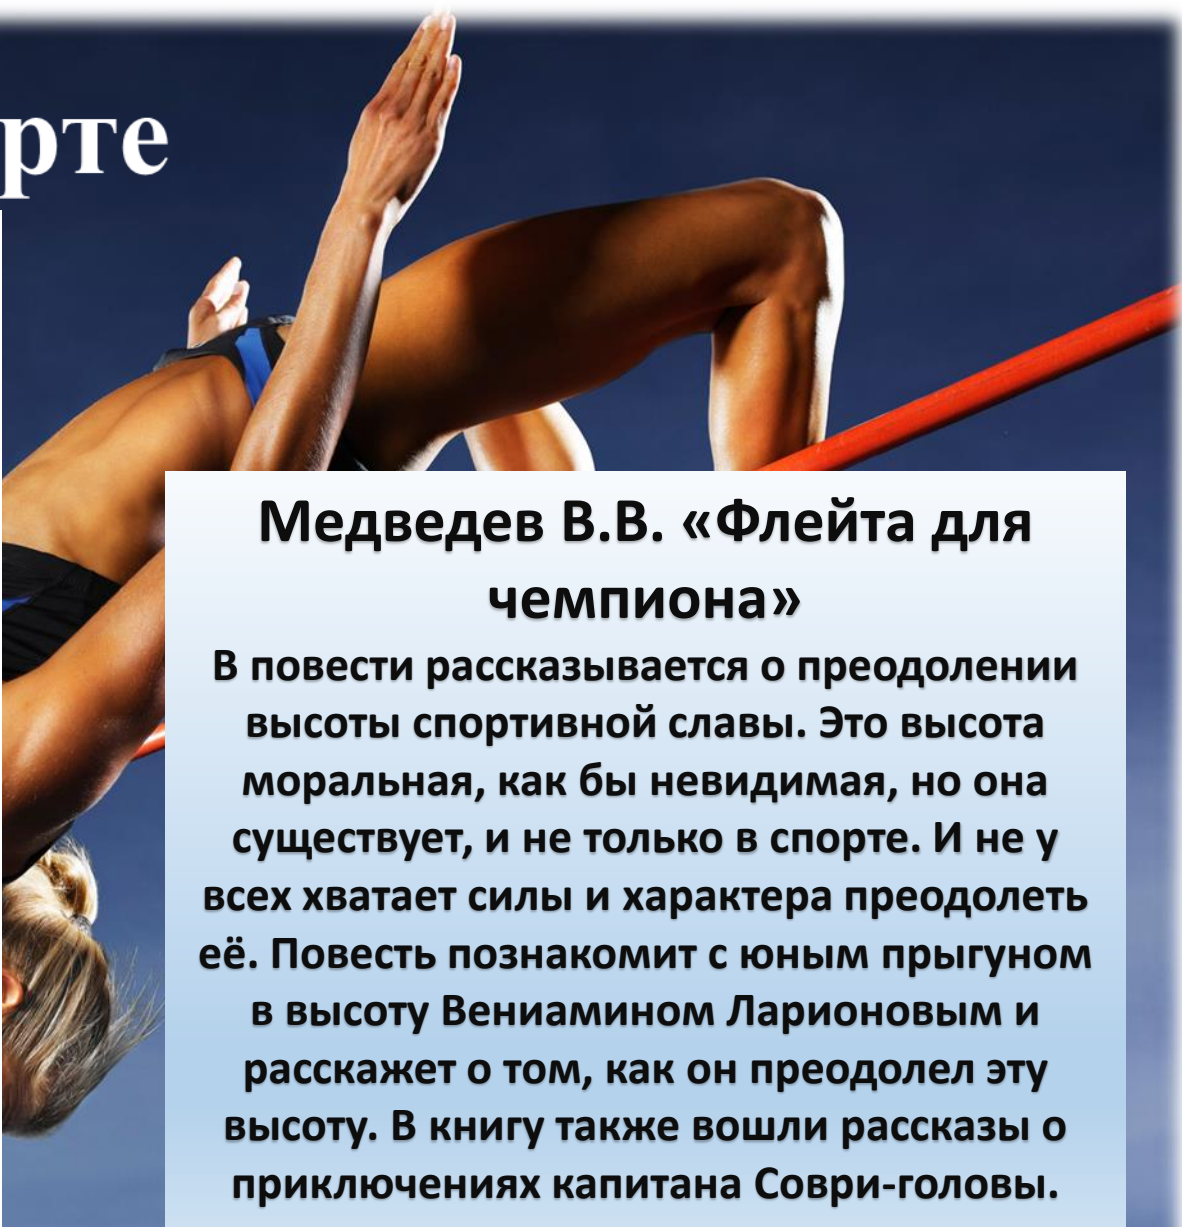 рте
Медведев В.В. «Флейта для
чемпиона»
В повести рассказывается о преодолении
высоты спортивной славы. Это высота
моральная, как бы невидимая, но она
существует, и не только в спорте. И не у
всех хватает силы и характера преодолеть
её. Повесть познакомит с юным прыгуном
в высоту Вениамином Ларионовым и
расскажет о том, как он преодолел эту
высоту. В книгу также вошли рассказы о
приключениях капитана Соври-головы.